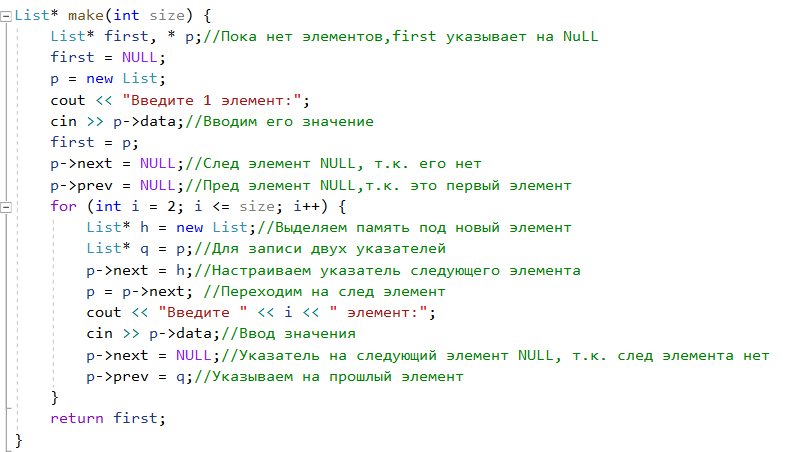 List* make(int size) {
    List* first, * p;//Пока нет элементов,first указывает на NuLL
    first = NULL;
    p = new List;
    cout << "Введите 1 элемент:";
    cin >> p->data;//Вводим его значение
    first = p;
    p->next = NULL;//След элемент NULL, т.к. его нет
    p->prev = NULL;//Пред элемент NULL,т.к. это первый элемент
    for (int i = 2; i <= size; i++) {
        List* h = new List;//Выделяем память под новый элемент
        List* q = p;//Для записи двух указателей
        p->next = h;//Настраиваем указатель следующего элемента
        p = p->next; //Переходим на след элемент
        cout << "Введите " << i << " элемент:";
        cin >> p->data;//Ввод значения
        p->next = NULL;//Указатель на следующий элемент NULL, т.к. след элемента нет
        p->prev = q;//Указываем на прошлый элемент
    }
    return first;
}